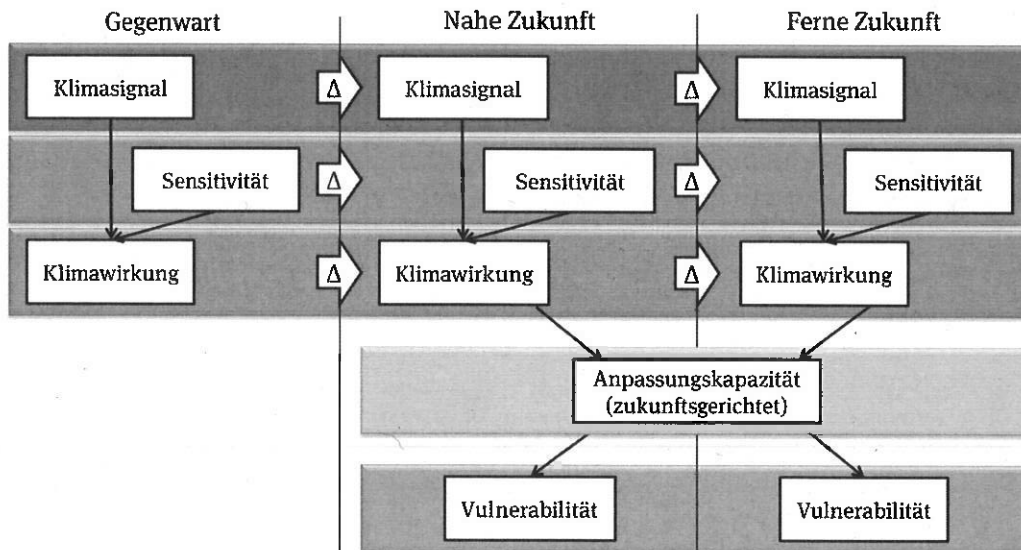 Gegenwart
Nahe Zukunft
Ferne Zukunft
Klimasignal
Δ
Klimasignal
Δ
Klimasignal
Sensitivität
Δ
Sensitivität
Δ
Sensitivität
Klimawirkung
Δ
Klimawirkung
Δ
Klimawirkung
Anpassungskapazität
(zukunftsgerichtet)
Vulnerabilität
Vulnerabilität